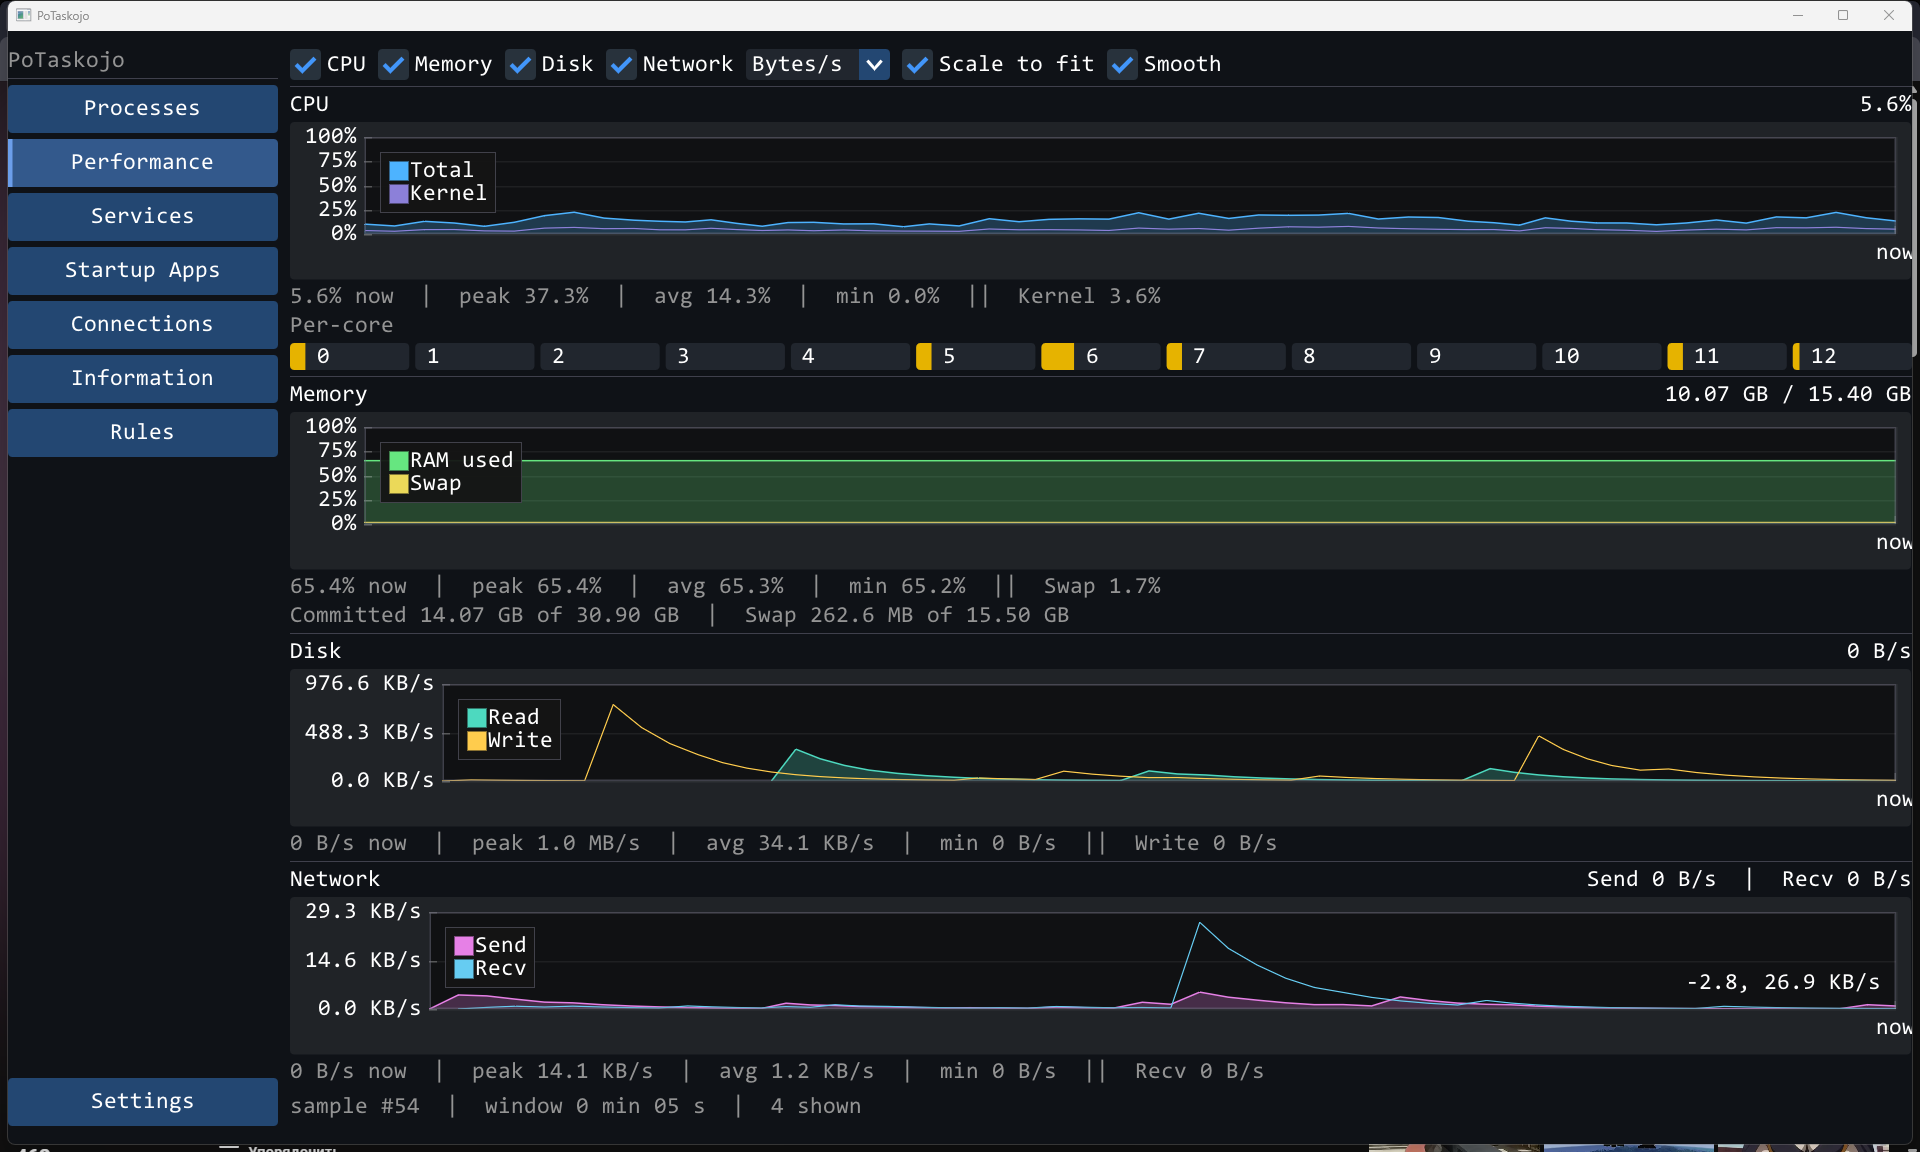 PoTaskojo
PoTaskojo
Processes
Performance
Services
Startup Apps
Connections
Information
Rules
Settings
CPU Memory Disk Network Bytes/s Scale to fit Smooth
CPU 5.6%
100%
75%
50%
25%
0%
Total
Kernel
now
5.6% now | peak 37.3% | avg 14.3% | min 0.0% || Kernel 3.6%
Per-core
0 1 2 3 4 5 6 7 8 9 10 11 12
Memory 10.07 GB / 15.40 GB
100%
75%
50%
25%
0%
RAM used
Swap
now
65.4% now | peak 65.4% | avg 65.3% | min 65.2% || Swap 1.7%
Committed 14.07 GB of 30.90 GB | Swap 262.6 MB of 15.50 GB
Disk 0 B/s
976.6 KB/s
488.3 KB/s
0.0 KB/s
Read
Write
now
0 B/s now | peak 1.0 MB/s | avg 34.1 KB/s | min 0 B/s || Write 0 B/s
Network Send 0 B/s | Recv 0 B/s
29.3 KB/s
14.6 KB/s
0.0 KB/s
Send
Recv
-2.8, 26.9 KB/s
now
0 B/s now | peak 14.1 KB/s | avg 1.2 KB/s | min 0 B/s || Recv 0 B/s
sample #54 | window 0 min 05 s | 4 shown